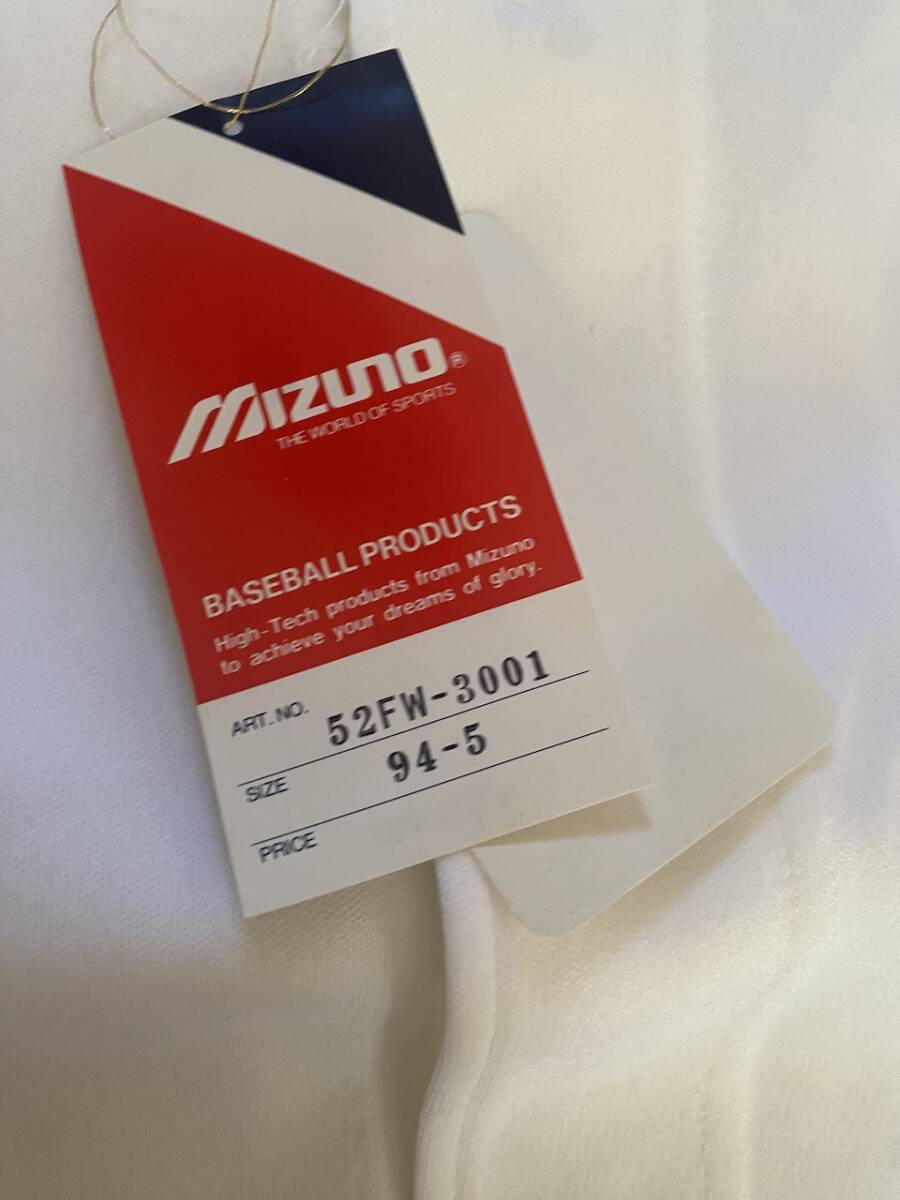 MIZUNO®
THE WORLD OF SPORTS
BASEBALL PRODUCTS
High-Tech products from Mizuno
to achieve your dreams of glory.
ART. NO. 52FW-3001
SIZE 94-5
PRICE